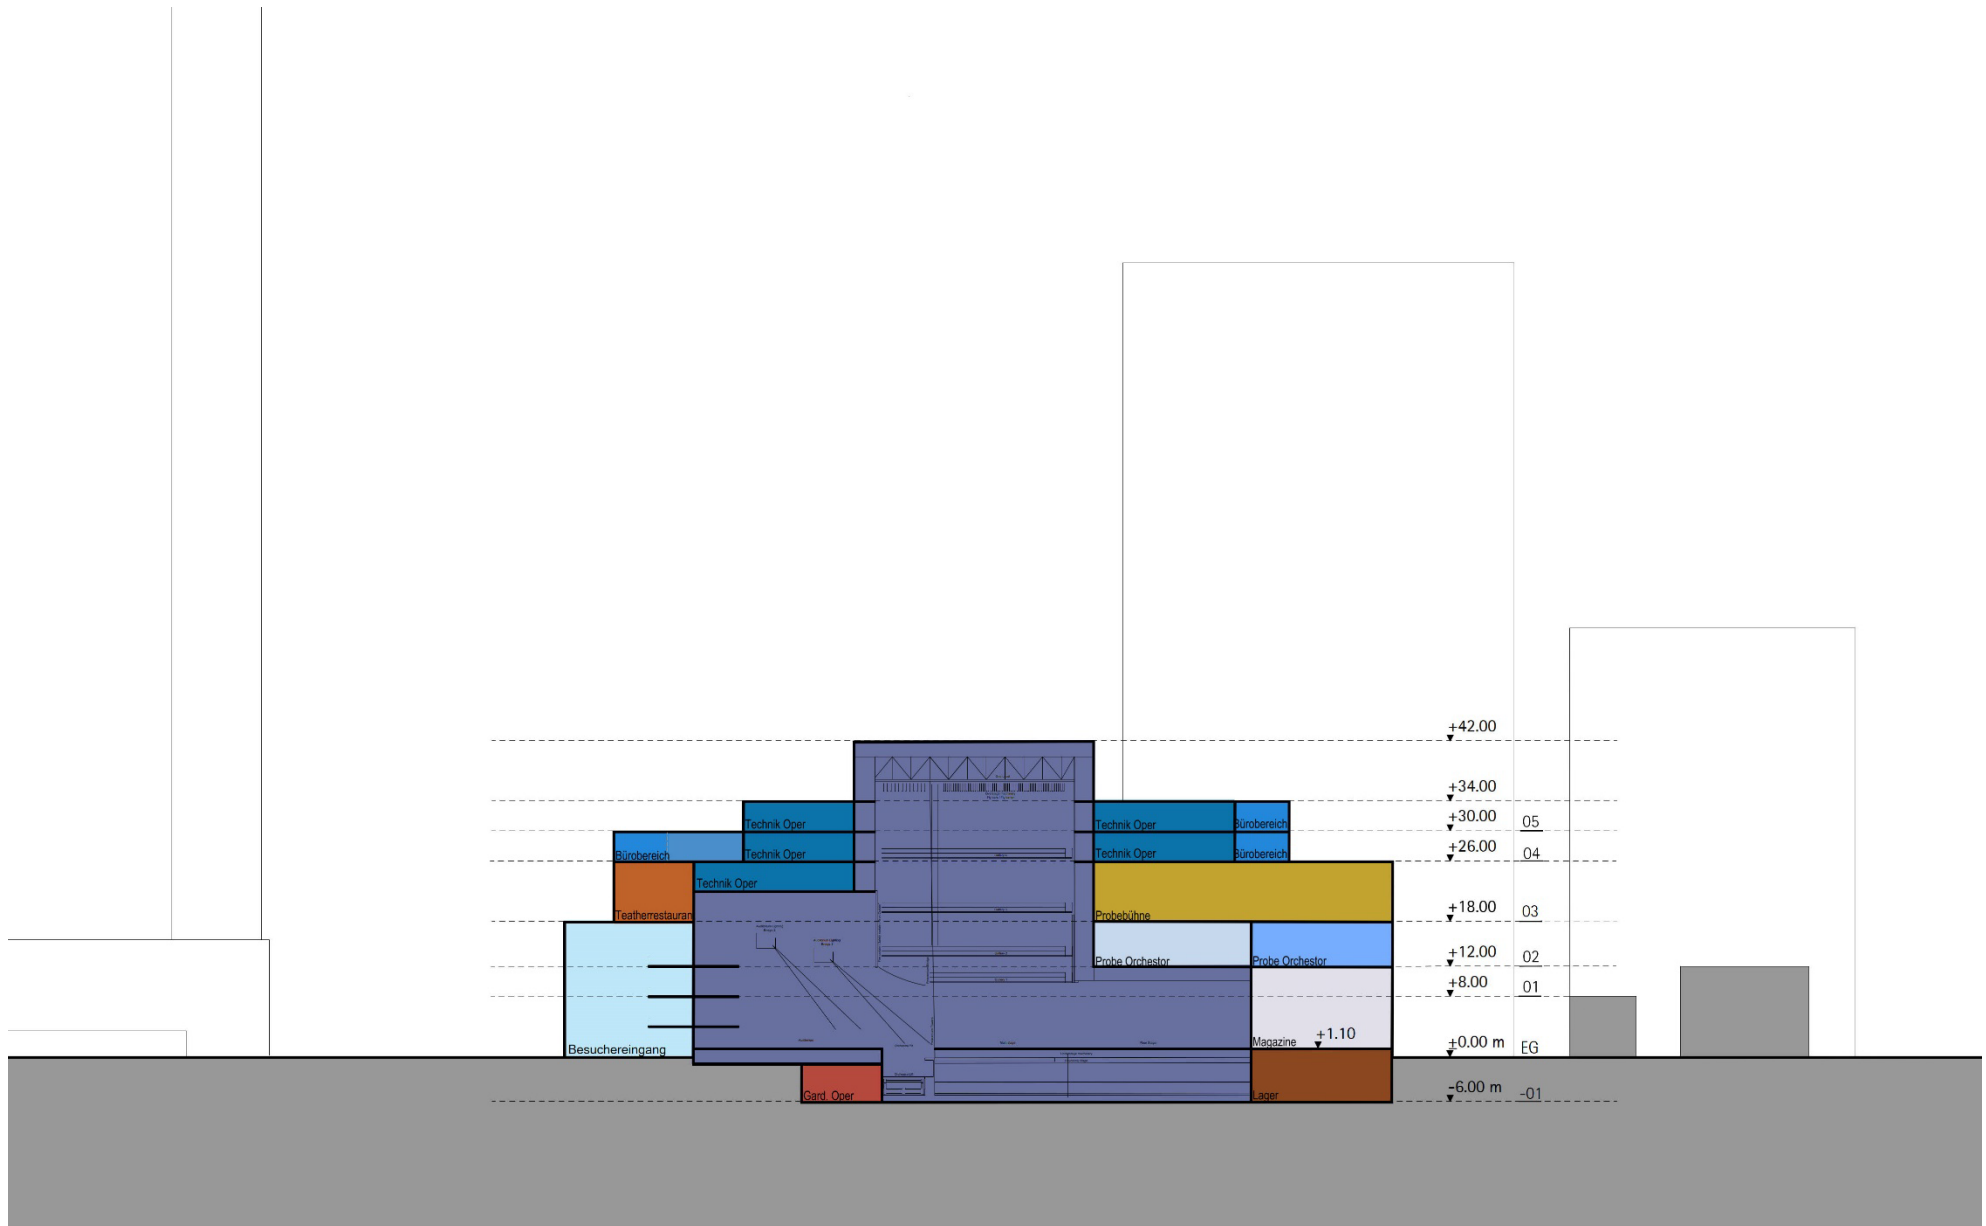 +42.00
+34.00
Technik Oper
Technik Oper
Bürobereich
+30.00
05
Bürobereich
Technik Oper
Technik Oper
Bürobereich
+26.00
04
Technik Oper
Teatherrestauran
Probebühne
+18.00
03
Probe Orchestor
Probe Orchestor
+12.00
02
+8.00
01
Besuchereingang
Magazine
+1.10
+0.00 m
EG
Gard. Oper
Lager
-6.00 m
-01